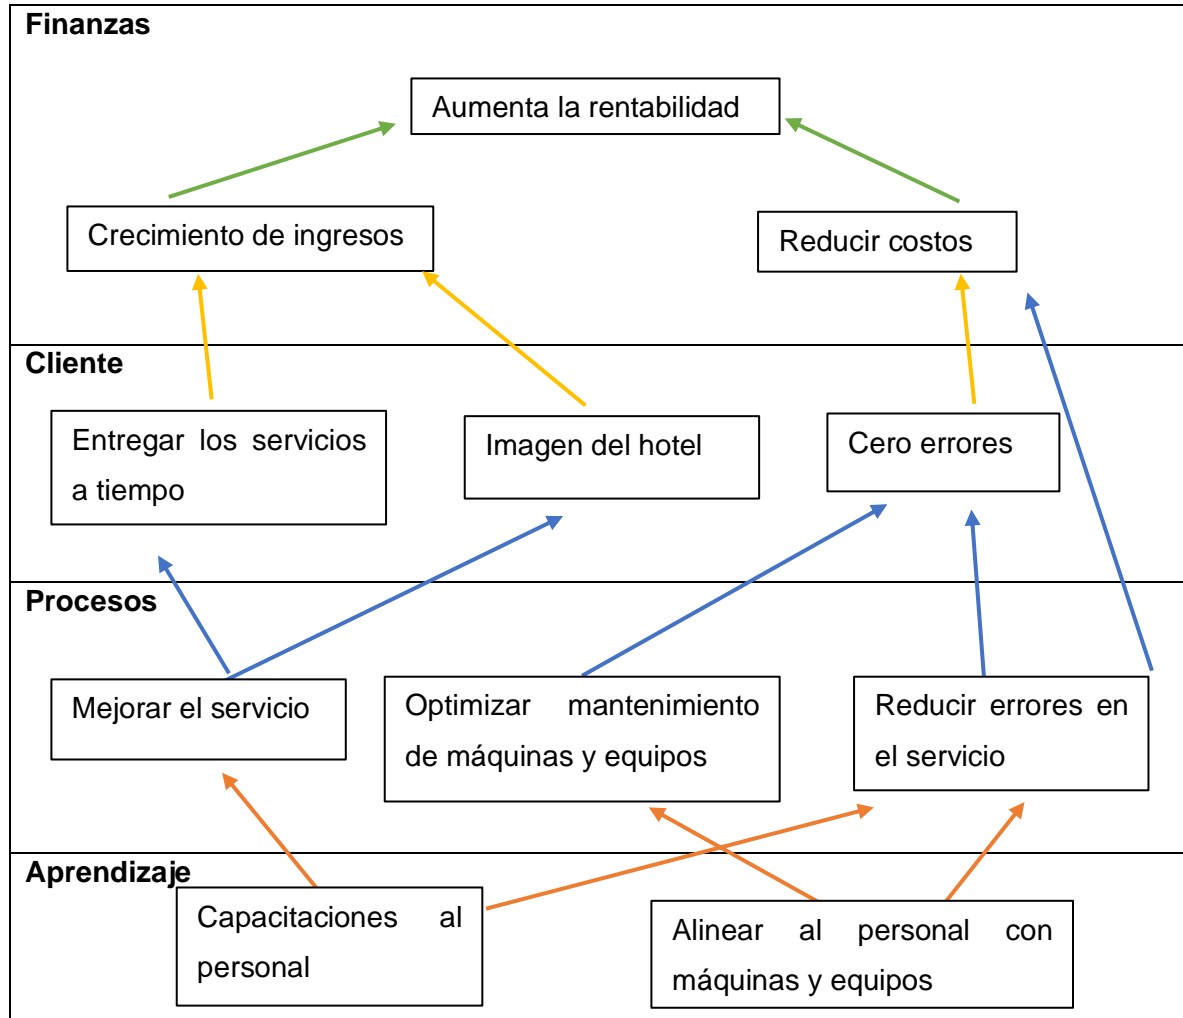 Finanzas
Aumenta la rentabilidad
Crecimiento de ingresos
Reducir costos
Cliente
Entregar los servicios
a tiempo
Imagen del hotel
Cero errores
Procesos
Mejorar el servicio
Optimizar mantenimiento
de máquinas y equipos
Reducir errores en
el servicio
Aprendizaje
Capacitaciones al
personal
Alinear al personal con
máquinas y equipos